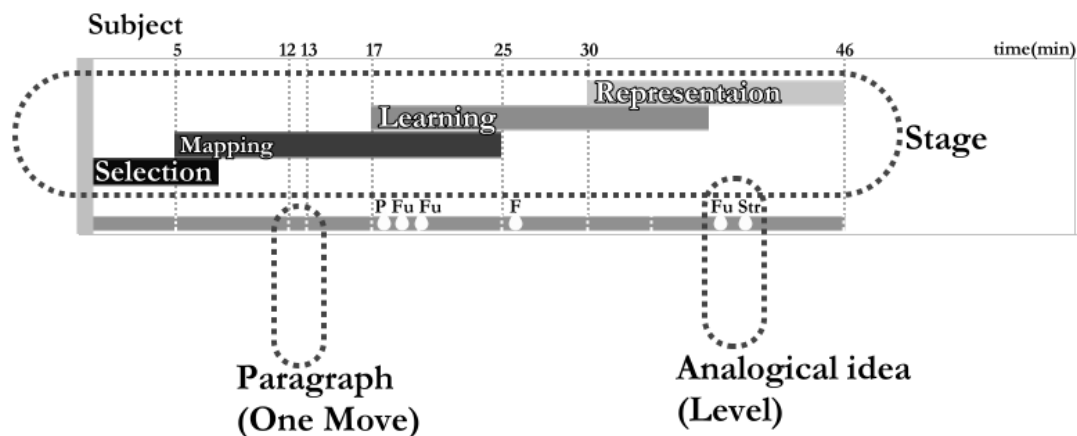 Subject
5 12 13 17 25 30 46 time(min)
Representaion
Learning
Mapping
Selection
Stage
P Fu Fu F Fu Str
Paragraph
(One Move)
Analogical idea
(Level)